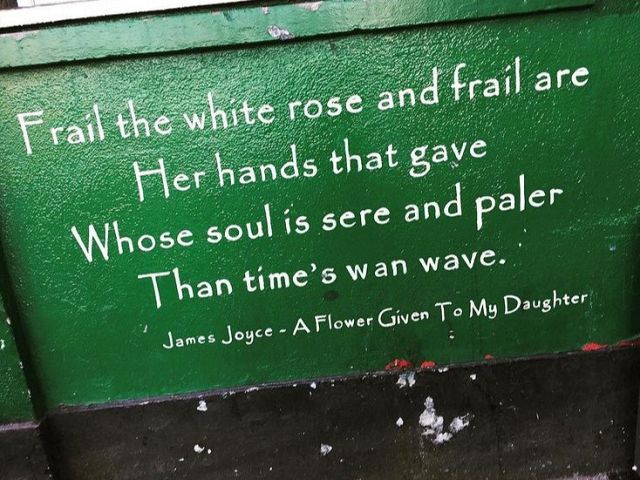 Frail the white rose and frail are
Her hands that gave
Whose soul is sere and paler
Than time's wan wave.
James Joyce - A Flower Given To My Daughter